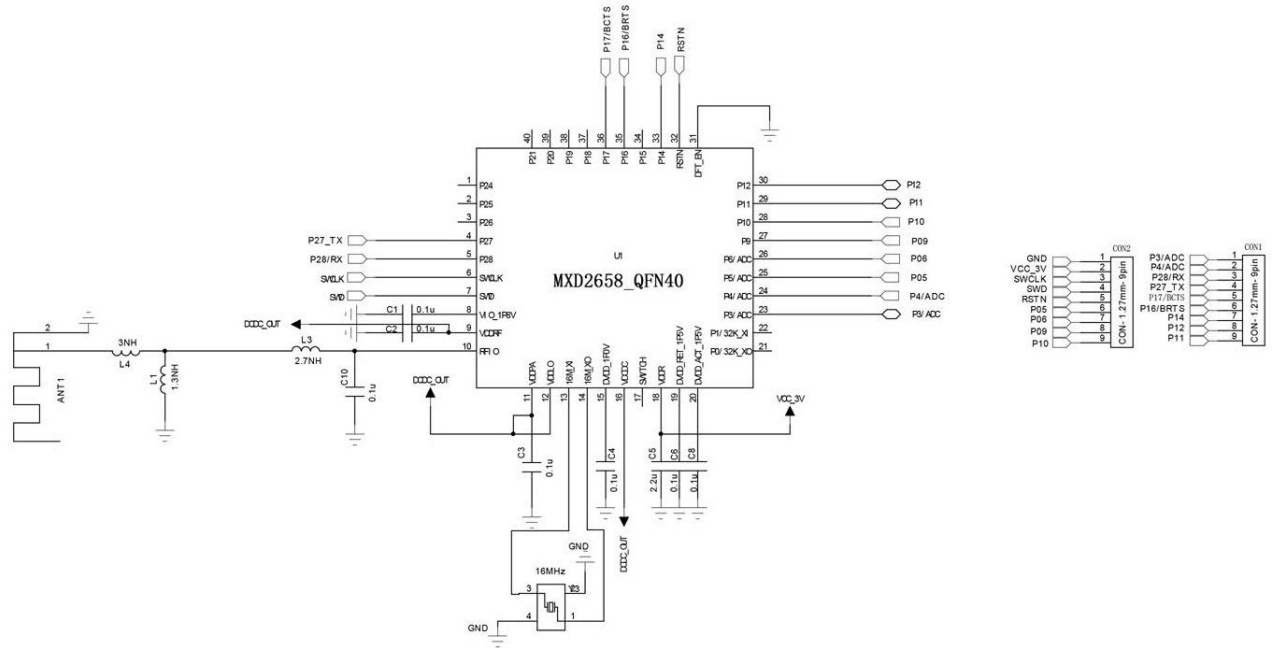 P17/BCTS
P16/BRTS
P14
RSTN
40
39
38
37
36
35
34
33
32
31
P21
P20
P19
P18
P17
P16
P15
P14
RSTN
DFT_EN
1 P24
2 P25
3 P26
P27_TX 4 P27
P28/RX 5 P28
SWCLK 6 SWCLK
SWD 7 SWD
C1 0.1u 8 VIO_1P8V
DCDC_OUT C2 0.1u 9 VDDRF
10 RFIO
U1
MXD2658_QFN40
P12 30 P12
P11 29 P11
P10 28 P10
P9 27 P09
P6/ADC 26 P06
P5/ADC 25 P05
P4/ADC 24 P4/ADC
P3/ADC 23 P3/ADC
P1/32K_XI 22
P0/32K_XO 21
2
1
ANT1
3NH
L4
L1
1.3NH
L3
2.7NH
C10
0.1u
DCDC_OUT
VDDPA
VDDLO
16M_XI
16M_XO
DVDD_1P0V
VCCDC
SWITCH
VDDR
DVDD_RET_1P5V
DVDD_ACT_1P5V
11
12
13
14
15
16
17
18
19
20
VCC_3V
C3
0.1u
C4
0.1u
C5
2.2u
C6
0.1u
C8
0.1u
DCDC_OUT
GND
16MHz
3
4
1
GND
CON2
GND 1
VCC_3V 2
SWCLK 3
SWD 4
RSTN 5
P05 6
P06 7
P09 8
P10 9
CON-1.27mm-9pin
CON1
P3/ADC 1
P4/ADC 2
P28/RX 3
P27_TX 4
P17/BCTS 5
P16/BRTS 6
P14 7
P12 8
P11 9
CON-1.27mm-9pin